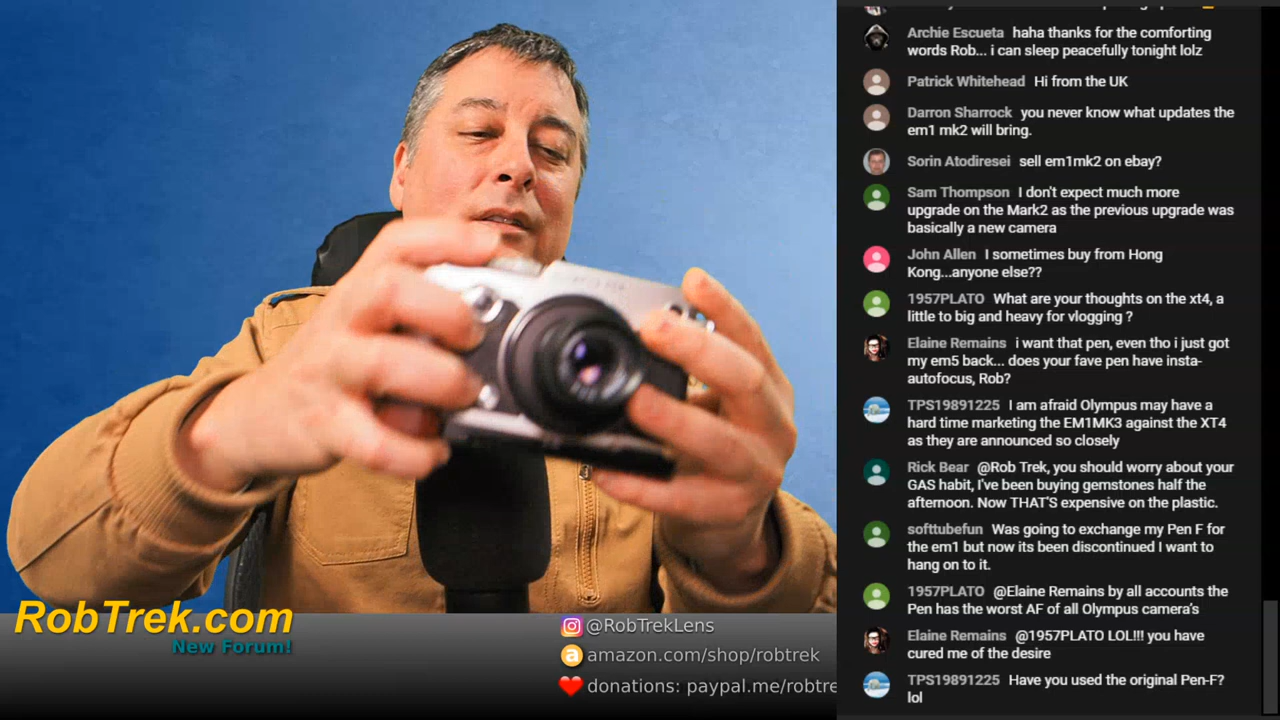 RobTrek.com
New Forum!
@RobTrekLens
amazon.com/shop/robtrek
donations: paypal.me/robtre
Archie Escueta haha thanks for the comforting
words Rob... i can sleep peacefully tonight lolz
Patrick Whitehead Hi from the UK
Darron Sharrock you never know what updates the
em1 mk2 will bring.
Sorin Atodiresei sell em1mk2 on ebay?
Sam Thompson I don't expect much more
upgrade on the Mark2 as the previous upgrade was
basically a new camera
John Allen I sometimes buy from Hong
Kong...anyone else??
1957PLATO What are your thoughts on the xt4, a
little to big and heavy for vlogging ?
Elaine Remains i want that pen, even tho i just got
my em5 back... does your fave pen have insta-
autofocus, Rob?
TPS19891225 I am afraid Olympus may have a
hard time marketing the EM1MK3 against the XT4
as they are announced so closely
Rick Bear @Rob Trek, you should worry about your
GAS habit, I've been buying gemstones half the
afternoon. Now THAT'S expensive on the plastic.
softtubefun Was going to exchange my Pen F for
the em1 but now its been discontinued I want to
hang on to it.
1957PLATO @Elaine Remains by all accounts the
Pen has the worst AF of all Olympus camera's
Elaine Remains @1957PLATO LOL!!! you have
cured me of the desire
TPS19891225 Have you used the original Pen-F?
lol